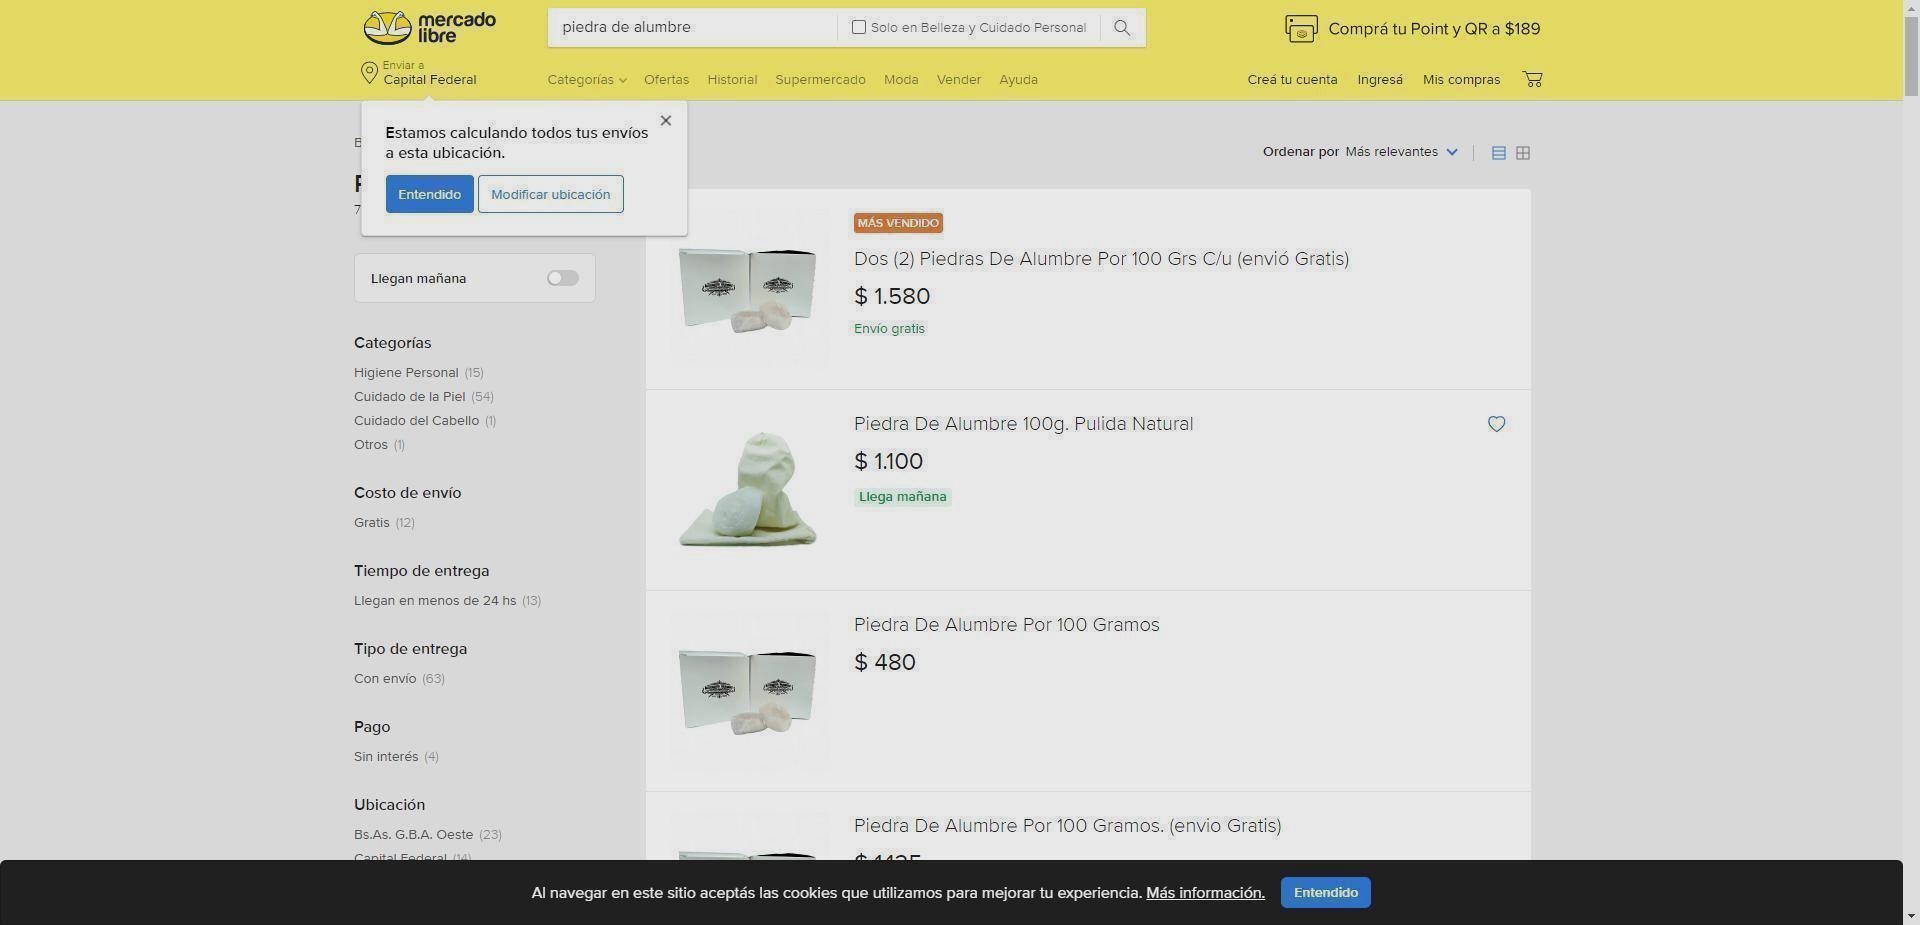 mercado
libre
piedra de alumbre
Solo en Belleza y Cuidado Personal
Comprá tu Point y QR a $189
Enviar a
Capital Federal
Categorías
Ofertas
Historial
Supermercado
Moda
Vender
Ayuda
Creá tu cuenta
Ingresá
Mis compras
Estamos calculando todos tus envíos
a esta ubicación.
Entendido
Modificar ubicación
Ordenar por Más relevantes
Llegan mañana
Categorías
Higiene Personal (15)
Cuidado de la Piel (54)
Cuidado del Cabello (1)
Otros (1)
Costo de envío
Gratis (12)
Tiempo de entrega
Llegan en menos de 24 hs (13)
Tipo de entrega
Con envío (63)
Pago
Sin interés (4)
Ubicación
Bs.As. G.B.A. Oeste (23)
Capital Federal (14)
MÁS VENDIDO
Dos (2) Piedras De Alumbre Por 100 Grs C/u (envió Gratis)
$ 1.580
Envío gratis
Piedra De Alumbre 100g. Pulida Natural
$ 1.100
Llega mañana
Piedra De Alumbre Por 100 Gramos
$ 480
Piedra De Alumbre Por 100 Gramos. (envio Gratis)
Al navegar en este sitio aceptás las cookies que utilizamos para mejorar tu experiencia. Más información.
Entendido